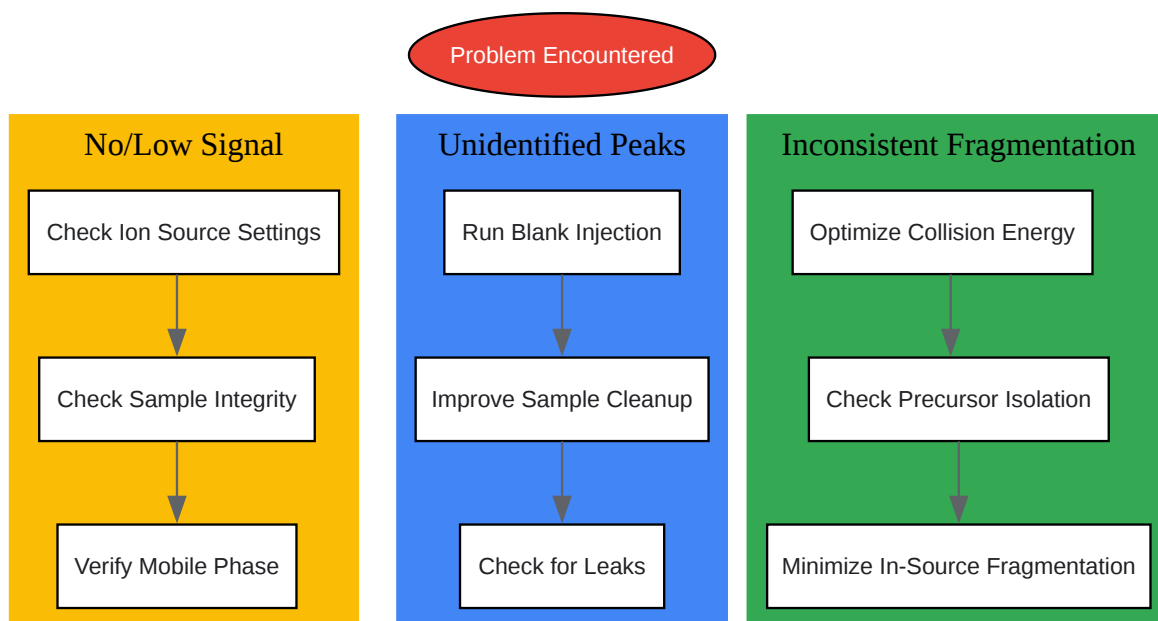 Problem Encountered
No/Low Signal
Check Ion Source Settings
Check Sample Integrity
Verify Mobile Phase
Unidentified Peaks
Run Blank Injection
Improve Sample Cleanup
Check for Leaks
Inconsistent Fragmentation
Optimize Collision Energy
Check Precursor Isolation
Minimize In-Source Fragmentation